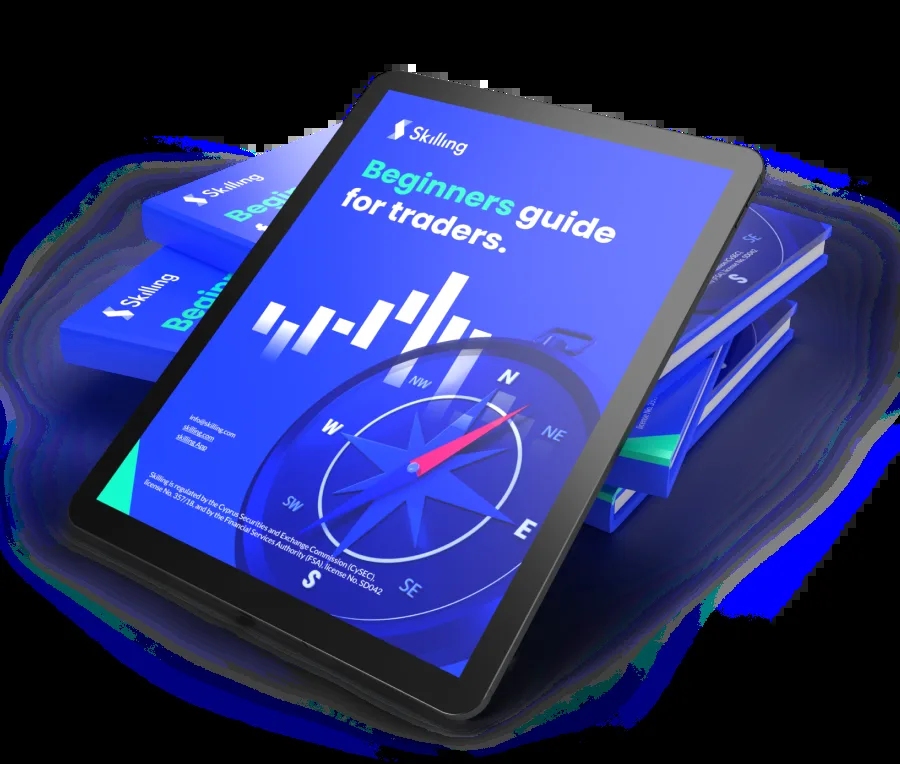 Skilling
Beginners guide
for traders.
NW
N
W
NE
SW
E
S
SE
info@skilling.com
skilling.com
skilling App
Skilling is regulated by the Cyprus Securities and Exchange Commission (CySEC),
license No. 357/18, and by the Financial Services Authority (FSA), license No. SD042
Skilling
Skilling
SE
S